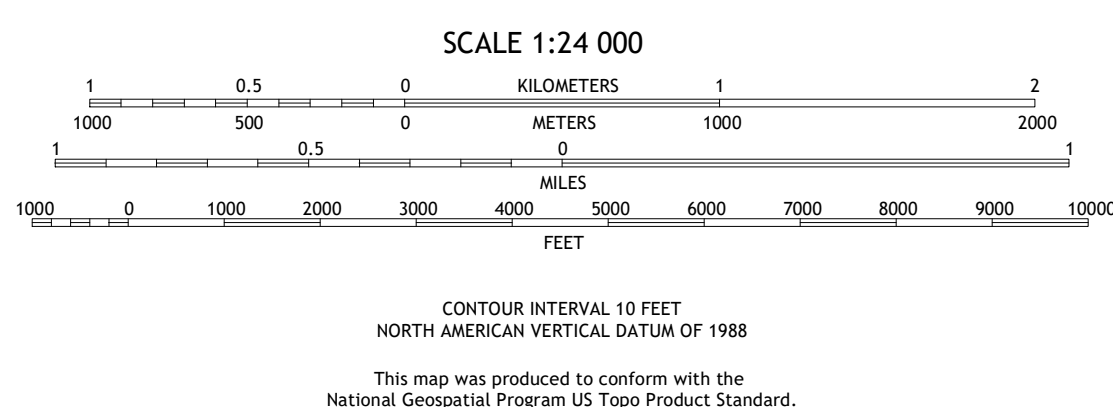 SCALE 1:24 000
1 0.5 0 KILOMETERS 1 2
1000 500 0 METERS 1000 2000
1 0.5 0 1
MILES
1000 0 1000 2000 3000 4000 5000 6000 7000 8000 9000 10000
FEET
CONTOUR INTERVAL 10 FEET
NORTH AMERICAN VERTICAL DATUM OF 1988
This map was produced to conform with the
National Geospatial Program US Topo Product Standard.